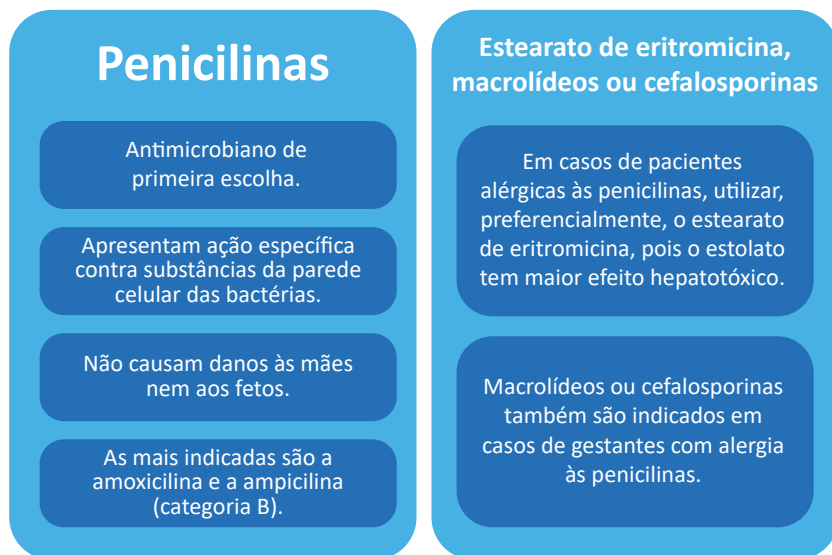 Penicilinas
Antimicrobiano de
primeira escolha.
Apresentam ação específica
contra substâncias da parede
celular das bactérias.
Não causam danos às mães
nem aos fetos.
As mais indicadas são a
amoxicilina e a ampicilina
(categoria B).
Estearato de eritromicina,
macrolídeos ou cefalosporinas
Em casos de pacientes
alérgicas às penicilinas, utilizar,
preferencialmente, o estearato
de eritromicina, pois o estolato
tem maior efeito hepatotóxico.
Macrolídeos ou cefalosporinas
também são indicados em
casos de gestantes com alergia
às penicilinas.